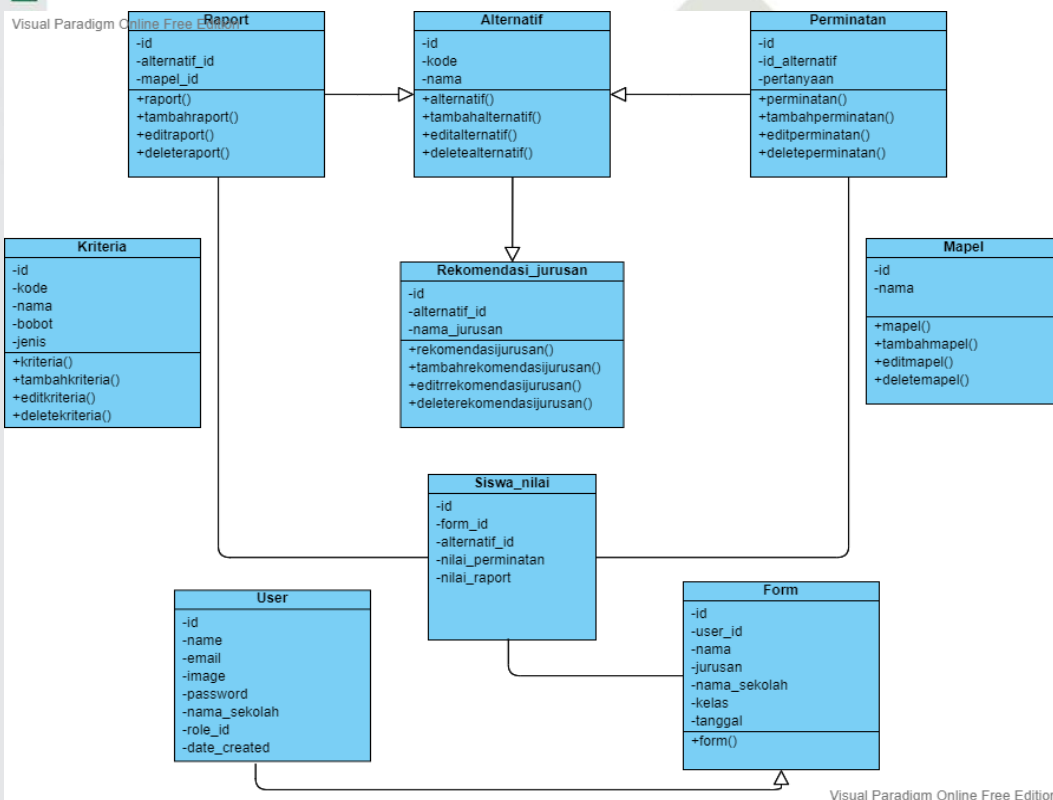 Visual Paradigm Online Free Edition
Raport
-id
-alternatif_id
-mapel_id
+raport()
+tambahraport()
+editraport()
+deleteraport()
Alternatif
-id
-kode
-nama
+alternatif()
+tambahalternatif()
+editalternatif()
+deletealternatif()
Perminatan
-id
-id_alternatif
-pertanyaan
+perminatan()
+tambahperminatan()
+editperminatan()
+deleteperminatan()
Kriteria
-id
-kode
-nama
-bobot
-jenis
+kriteria()
+tambahkriteria()
+editkriteria()
+deletekriteria()
Rekomendasi_jurusan
-id
-alternatif_id
-nama_jurusan
+rekomendasijurusan()
+tambahrekomendasijurusan()
+editrrekomendasijurusan()
+deleterekomendasijurusan()
Mapel
-id
-nama
+mapel()
+tambahmapel()
+editmapel()
+deletemapel()
Siswa_nilai
-id
-form_id
-alternatif_id
-nilai_perminatan
-nilai_raport
User
-id
-name
-email
-image
-password
-nama_sekolah
-role_id
-date_created
Form
-id
-user_id
-nama
-jurusan
-nama_sekolah
-kelas
-tanggal
+form()
Visual Paradigm Online Free Edition